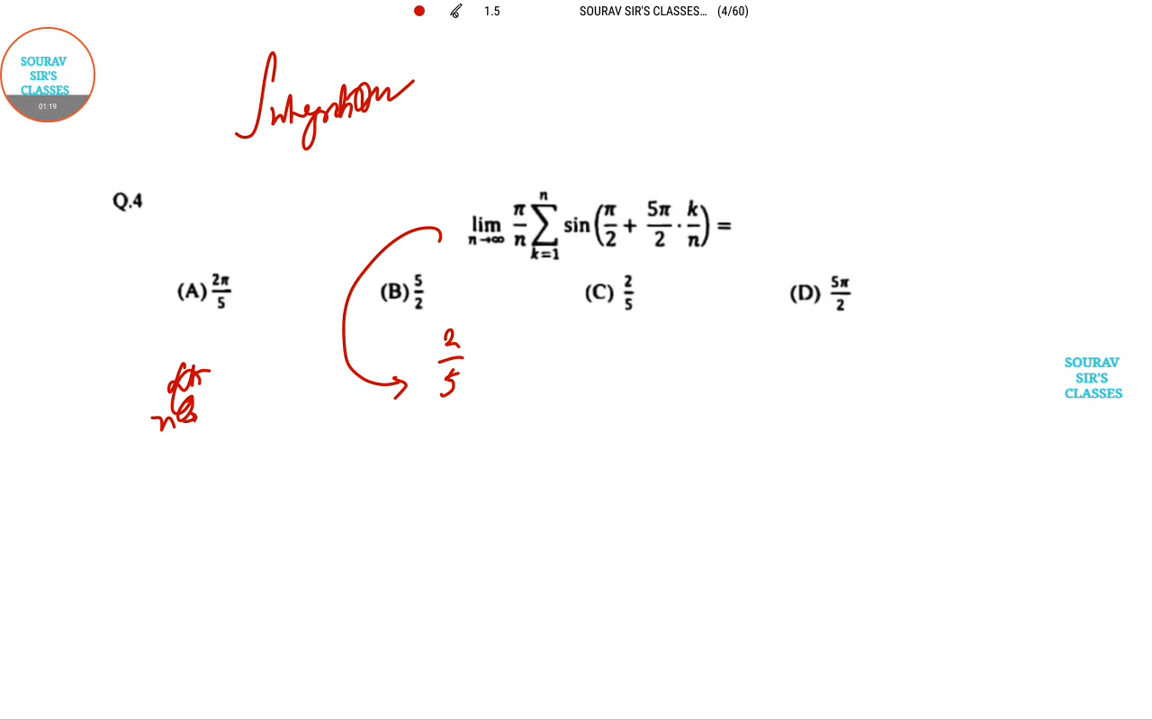 1.5 SOURAV SIR'S CLASSES... (4/60)
SOURAV
SIR'S
CLASSES
01:19
Integration
Q.4 lim n→∞ π/n ∑ k=1 n sin(π/2 + 5π/2 · k/n) =
(A) 2π/5 (B) 5/2 (C) 2/5 (D) 5π/2
2/5
SOURAV
SIR'S
CLASSES